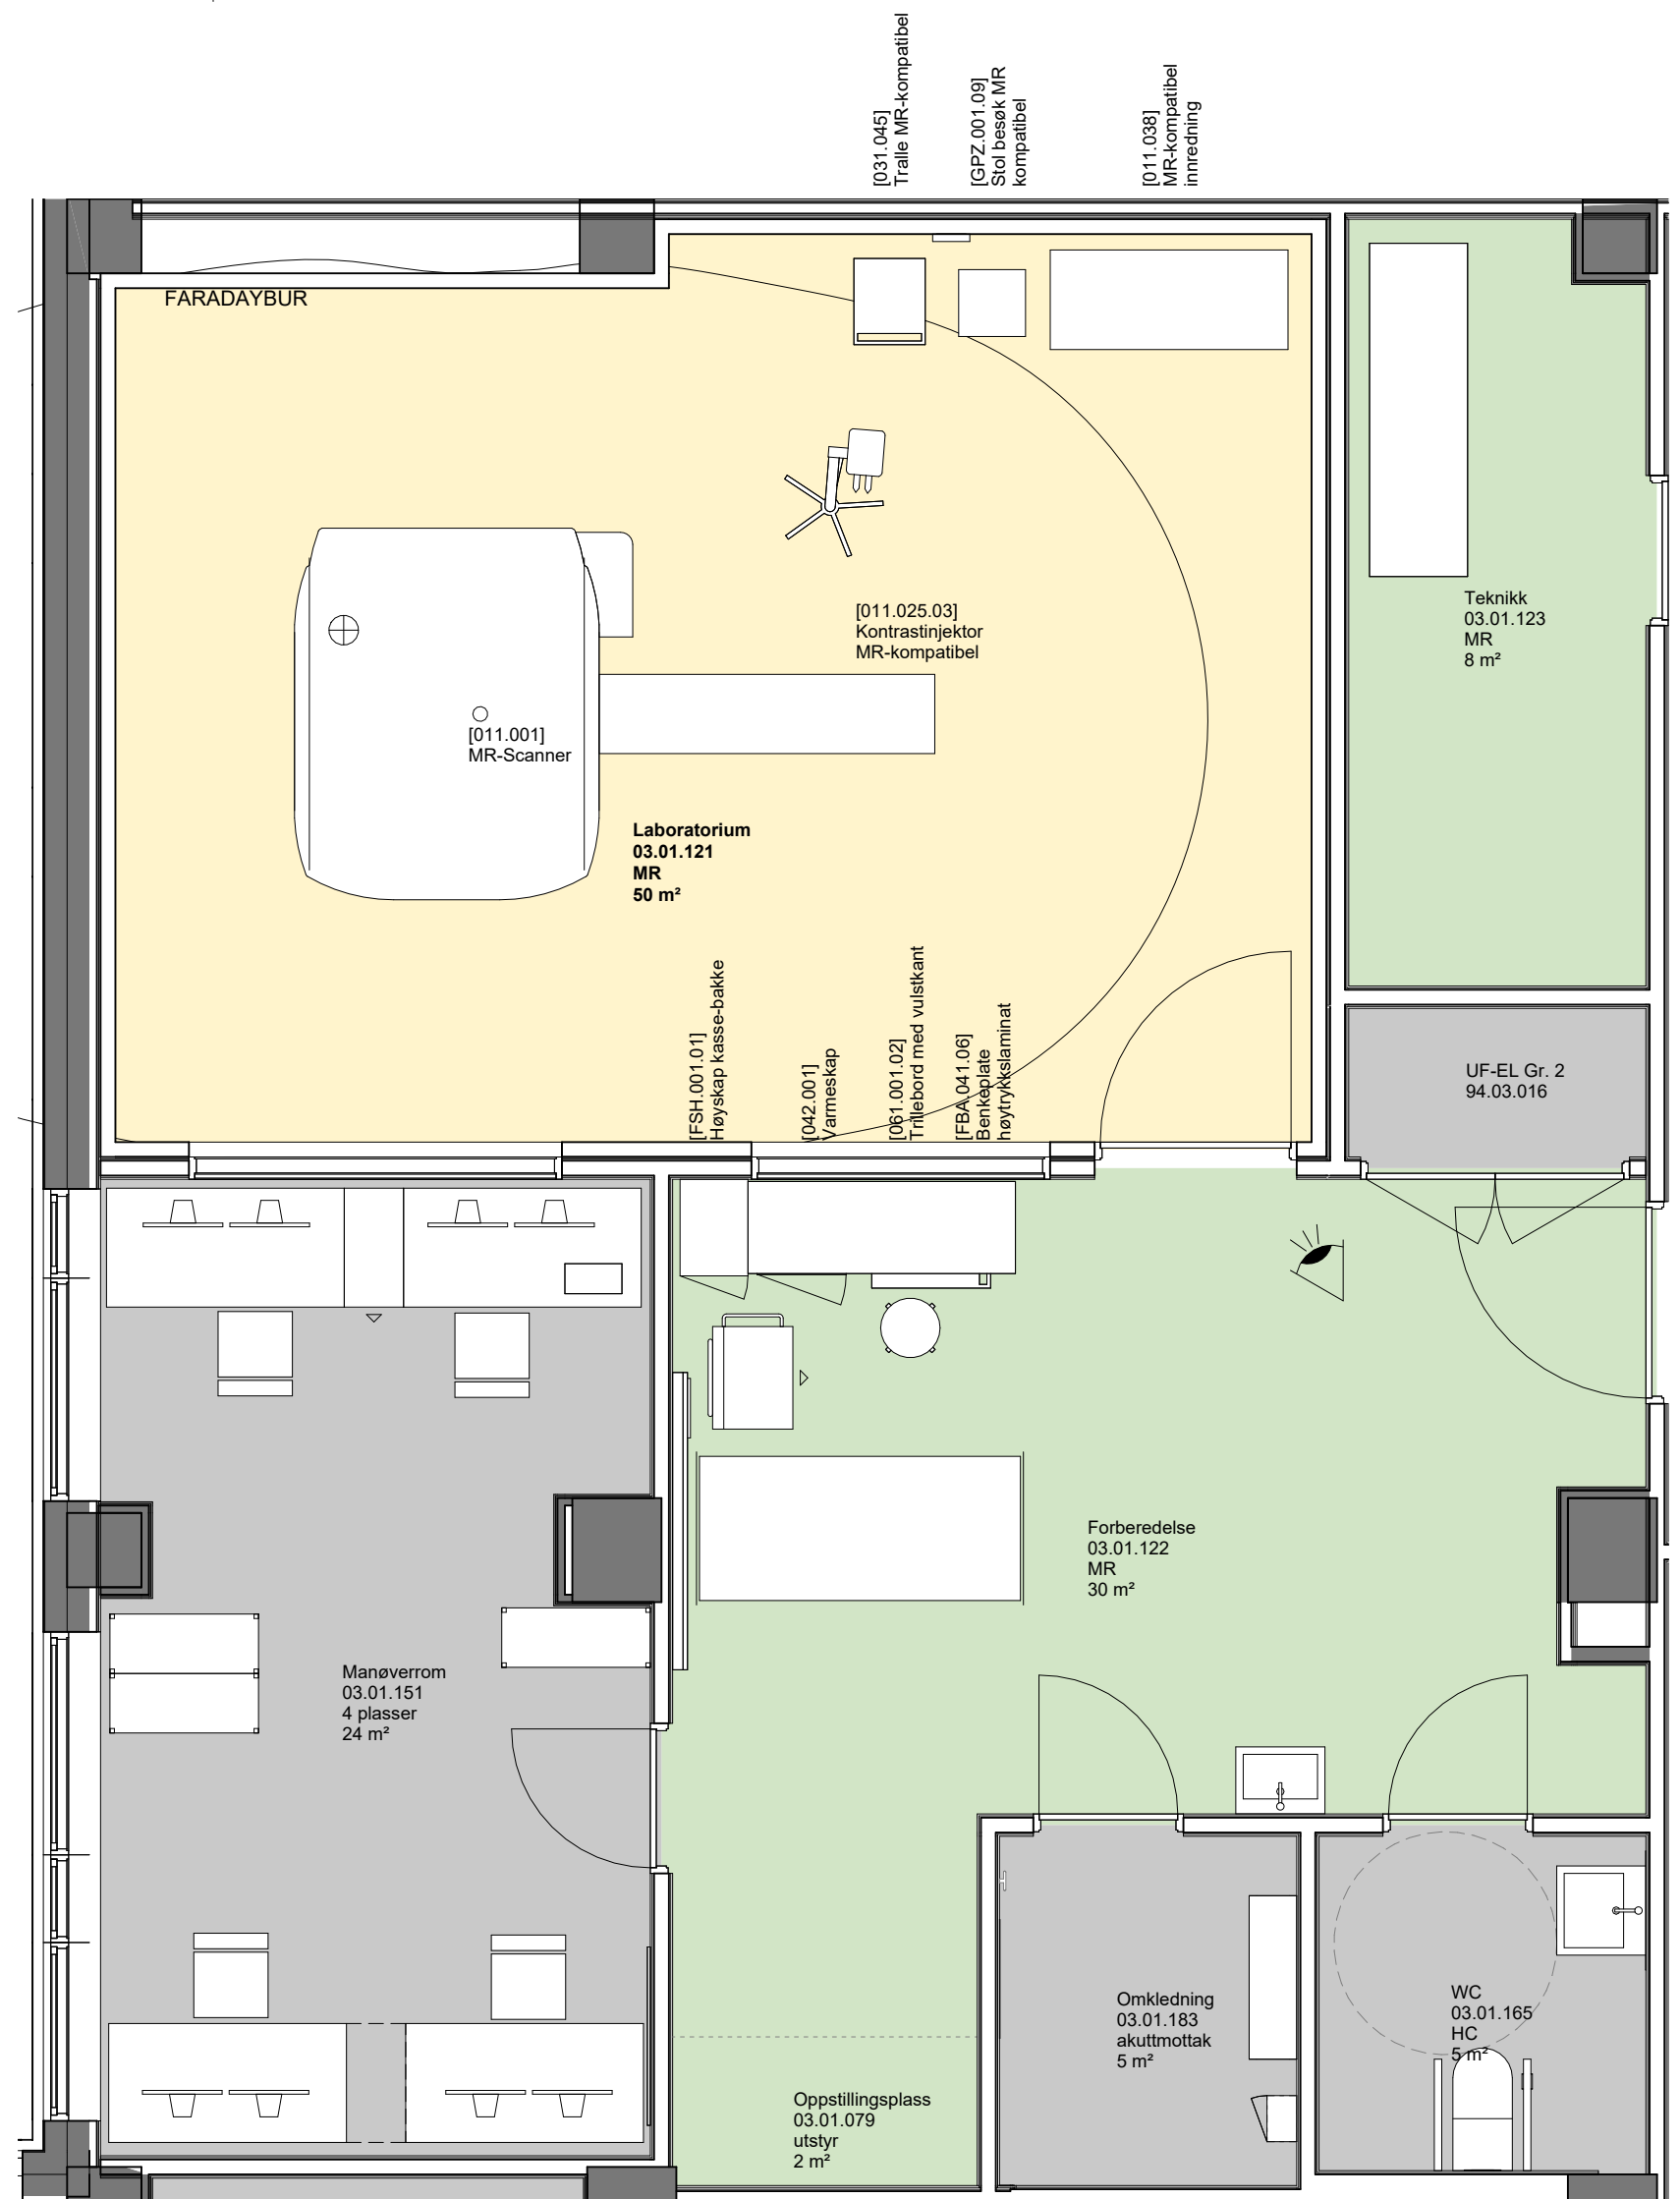 [031.045]
Tralle MR-kompatibel
[GPZ.001.09]
Stol besøk MR
kompatibel
[011.038]
MR-kompatibel
innredning
FARADAYBUR
[011.025.03]
Kontrastinjektor
MR-kompatibel
Teknikk
03.01.123
MR
8 m²
[011.001]
MR-Scanner
Laboratorium
03.01.121
MR
50 m²
[FSH.001.01]
Høyskap kasse-bakke
[042.001]
Varmeskap
[061.001.02]
Trillebord med vulstkant
[FBA.041.06]
Benkeplate
høytrykkslaminat
UF-EL Gr. 2
94.03.016
Forberedelse
03.01.122
MR
30 m²
Manøverrom
03.01.151
4 plasser
24 m²
Omkledning
03.01.183
akuttmottak
5 m²
WC
03.01.165
HC
5 m²
Oppstillingsplass
03.01.079
utstyr
2 m²